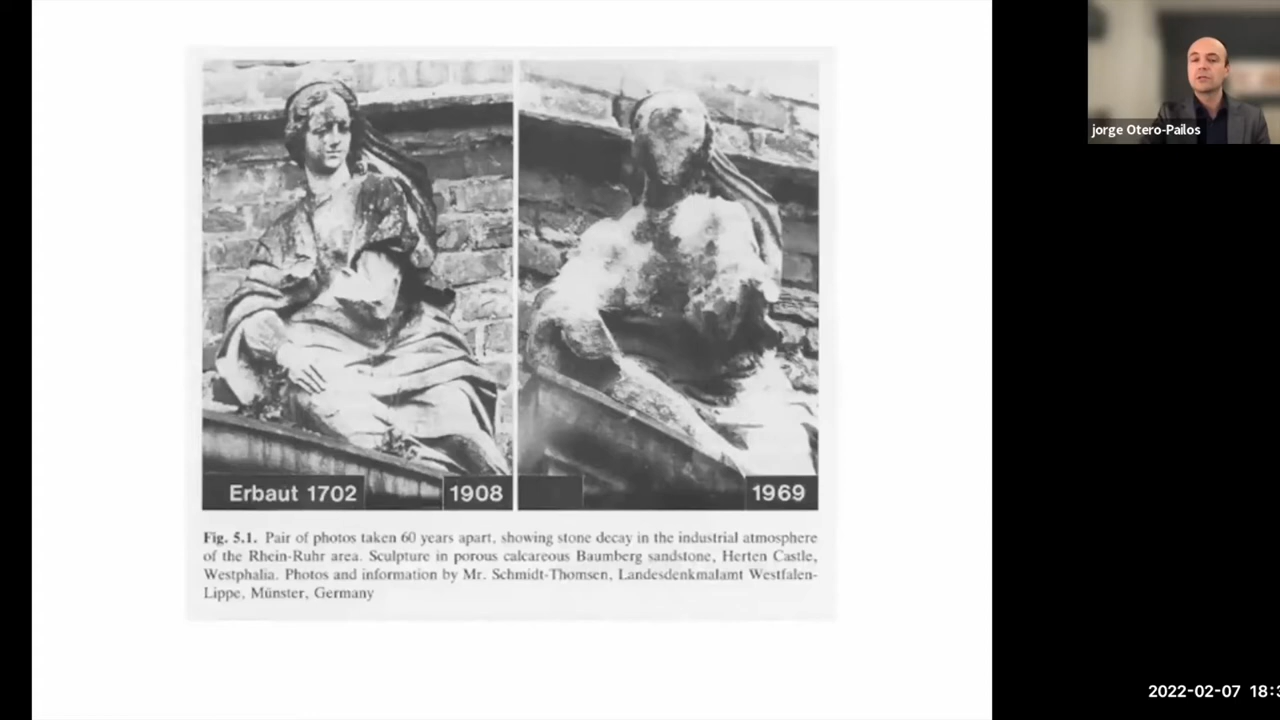 jorge Otero-Pailos
Erbaut 1702
1908
1969
Fig. 5.1. Pair of photos taken 60 years apart, showing stone decay in the industrial atmosphere
of the Rhein-Ruhr area. Sculpture in porous calcareous Baumberg sandstone, Herten Castle,
Westphalia. Photos and information by Mr. Schmidt-Thomsen, Landesdenkmalamt Westfalen-
Lippe, Münster, Germany
2022-02-07 18:3